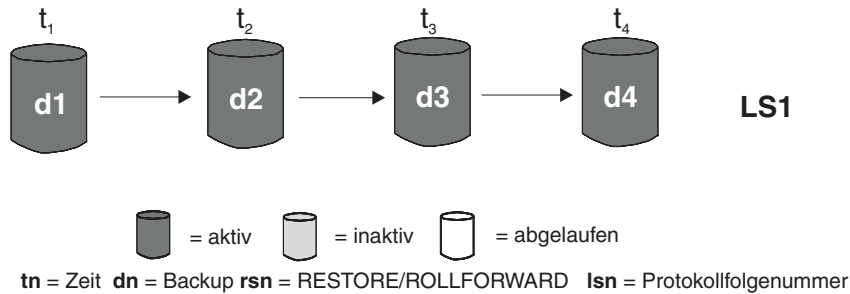 t1 t2 t3 t4
d1 d2 d3 d4 LS1
= aktiv = inaktiv = abgelaufen
tn = Zeit dn = Backup rsn = RESTORE/ROLLFORWARD lsn = Protokollfolgenummer